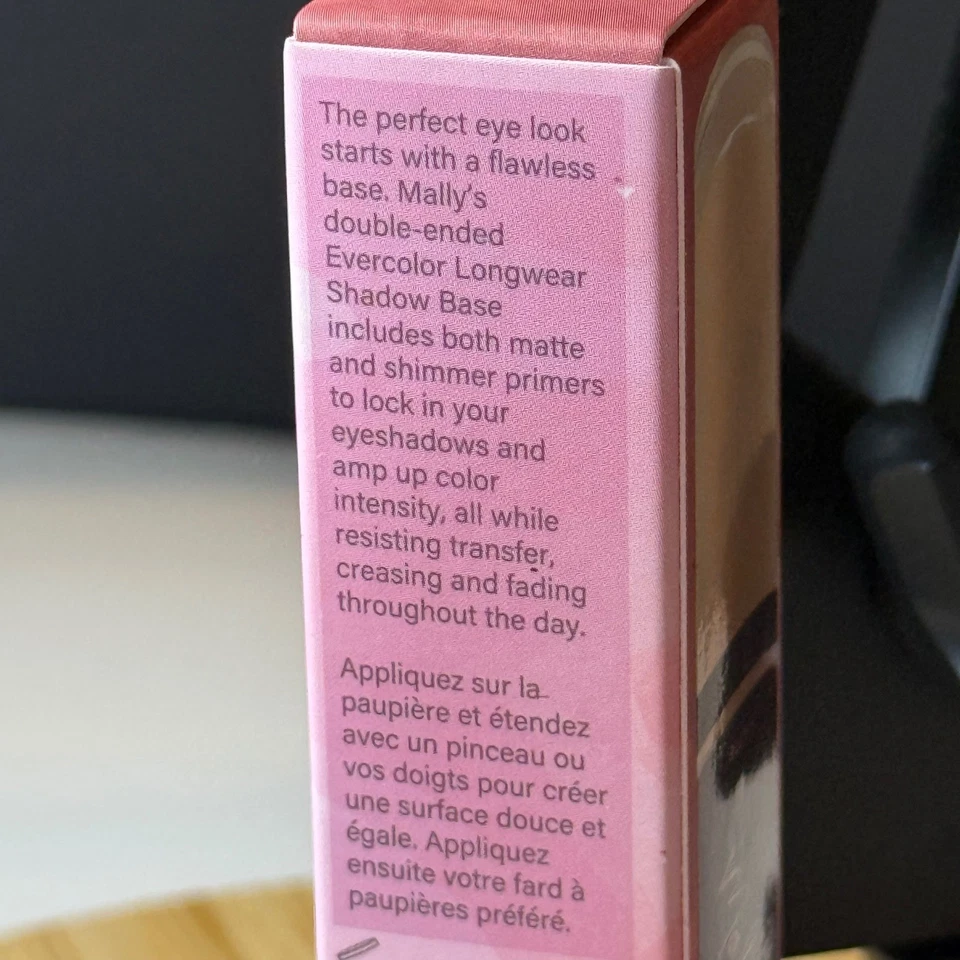 The perfect eye look
starts with a flawless
base. Mally's
double-ended
Evercolor Longwear
Shadow Base
includes both matte
and shimmer primers
to lock in your
eyeshadows and
amp up color
intensity, all while
resisting transfer,
creasing and fading
throughout the day.
Appliquez sur la
paupière et étendez
avec un pinceau ou
vos doigts pour créer
une surface douce et
égale. Appliquez
ensuite votre fard à
paupières préféré.